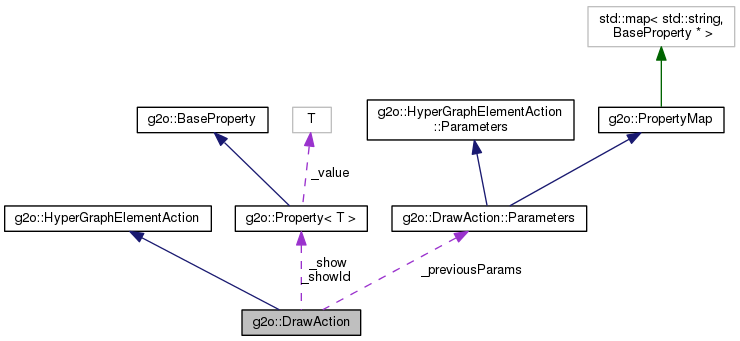 std::map< std::string,
BaseProperty * >
g2o::BaseProperty
T
g2o::HyperGraphElementAction
::Parameters
g2o::PropertyMap
_value
g2o::HyperGraphElementAction
g2o::Property< T >
g2o::DrawAction::Parameters
_show
_showId
_previousParams
g2o::DrawAction